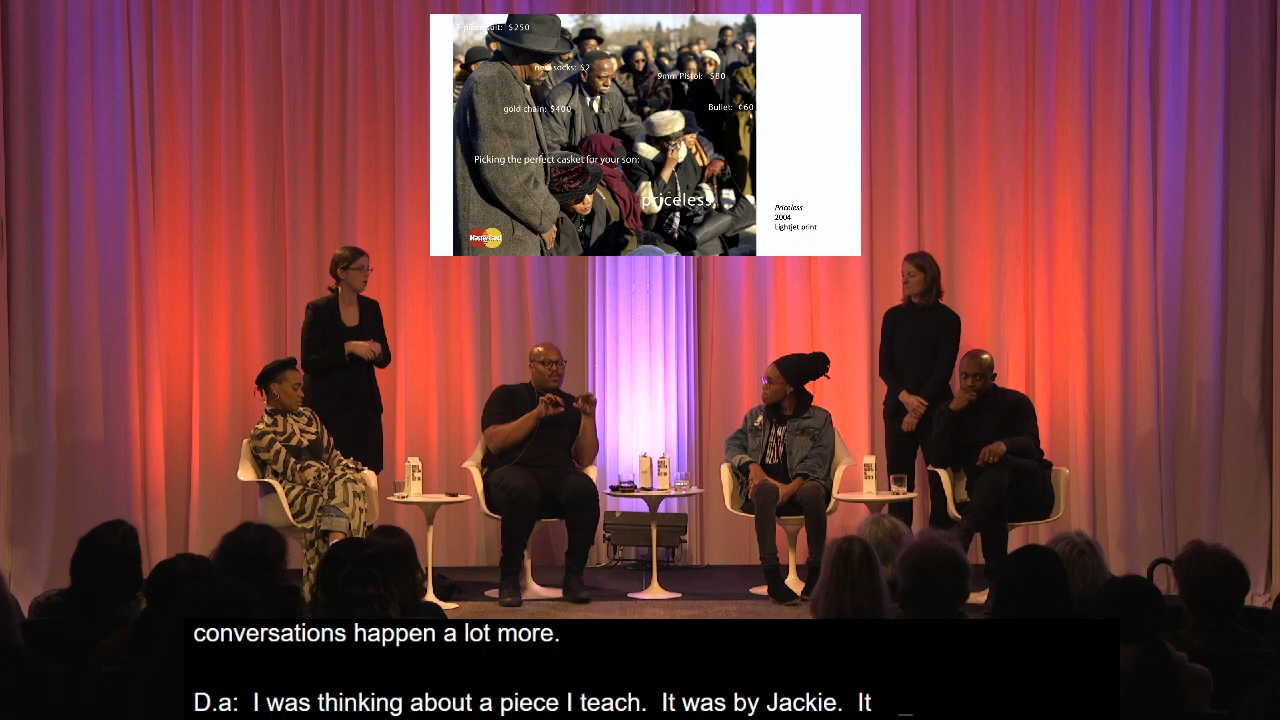 3-piece suit: $250
new socks: $2
9mm Pistol: $80
gold chain: $400
Bullet: ¢60
Picking the perfect casket for your son:
priceless.
MasterCard
Priceless
2004
Lightjet print
conversations happen a lot more.
D.a: I was thinking about a piece I teach. It was by Jackie. It _